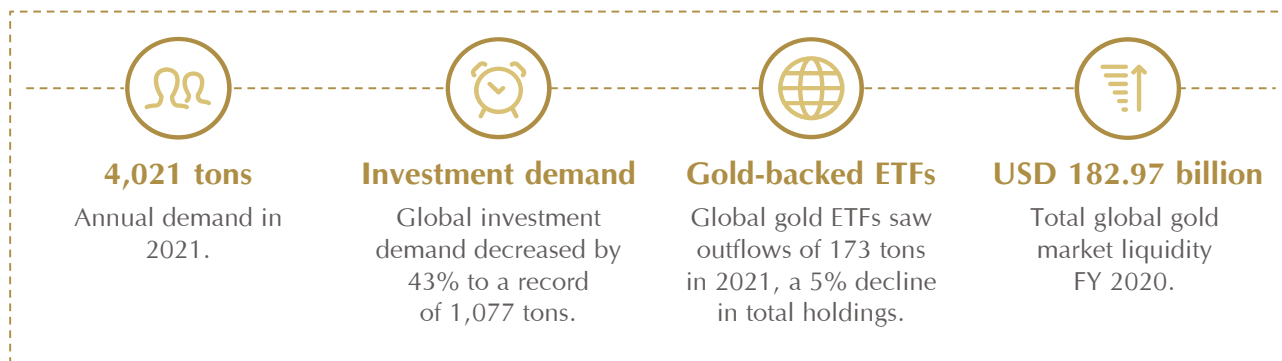 4,021 tons
Annual demand in
2021.
Investment demand
Global investment
demand decreased by
43% to a record
of 1,077 tons.
Gold-backed ETFs
Global gold ETFs saw
outflows of 173 tons
in 2021, a 5% decline
in total holdings.
USD 182.97 billion
Total global gold
market liquidity
FY 2020.